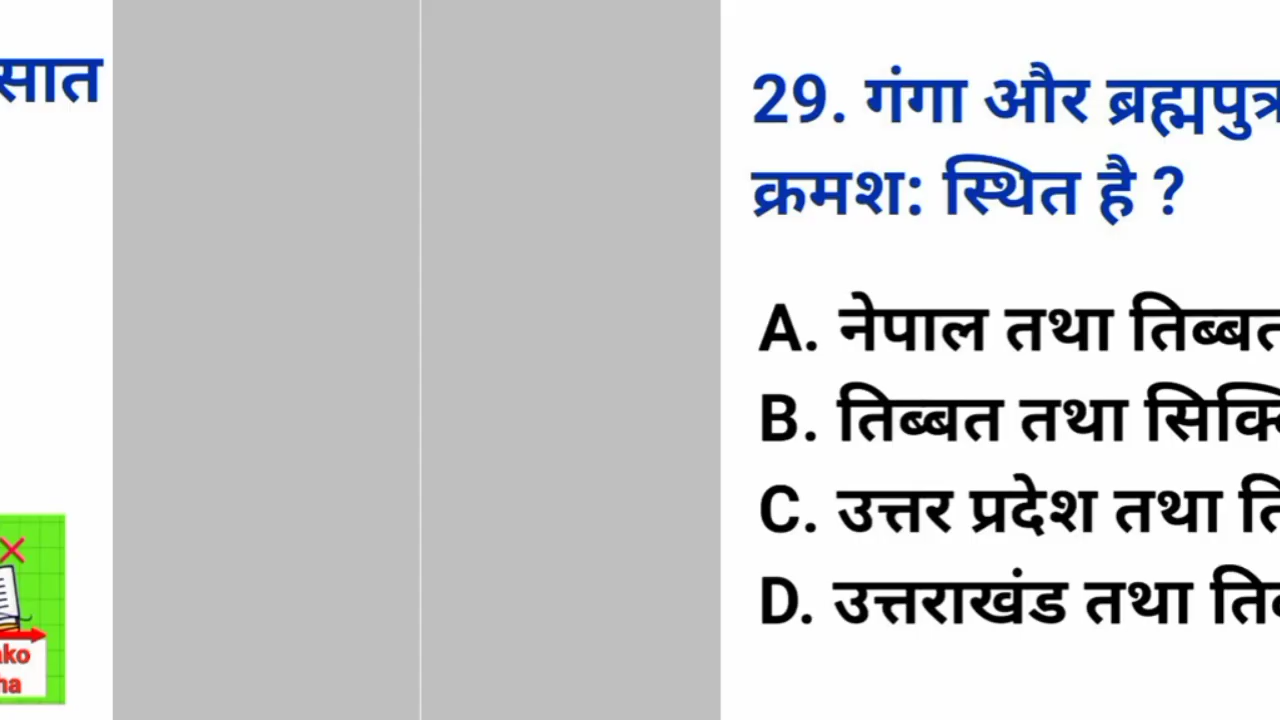 सात
29. गंगा और ब्रह्मपुत्र
क्रमश: स्थित है ?
A. नेपाल तथा तिब्बत
B. तिब्बत तथा
C. उत्तर प्रदेश तथा
D. उत्तराखंड तथा